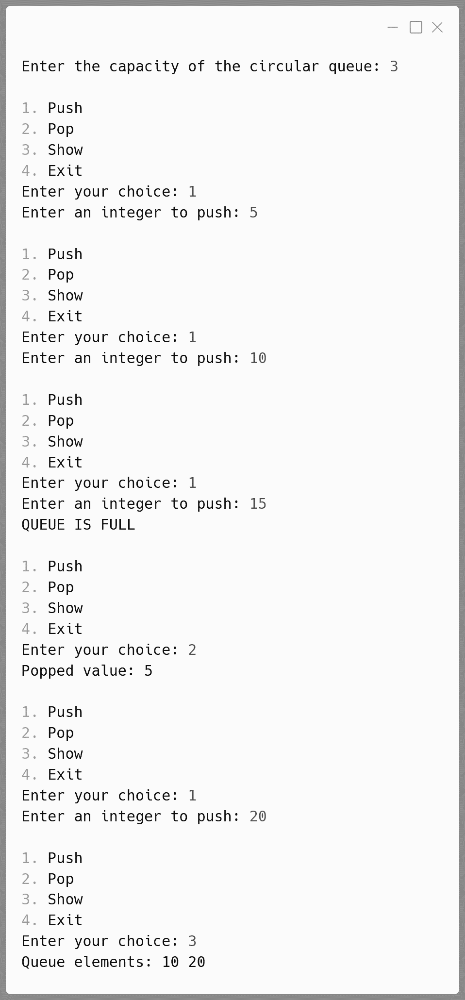 Enter the capacity of the circular queue: 3
1. Push
2. Pop
3. Show
4. Exit
Enter your choice: 1
Enter an integer to push: 5
1. Push
2. Pop
3. Show
4. Exit
Enter your choice: 1
Enter an integer to push: 10
1. Push
2. Pop
3. Show
4. Exit
Enter your choice: 1
Enter an integer to push: 15
QUEUE IS FULL
1. Push
2. Pop
3. Show
4. Exit
Enter your choice: 2
Popped value: 5
1. Push
2. Pop
3. Show
4. Exit
Enter your choice: 1
Enter an integer to push: 20
1. Push
2. Pop
3. Show
4. Exit
Enter your choice: 3
Queue elements: 10 20